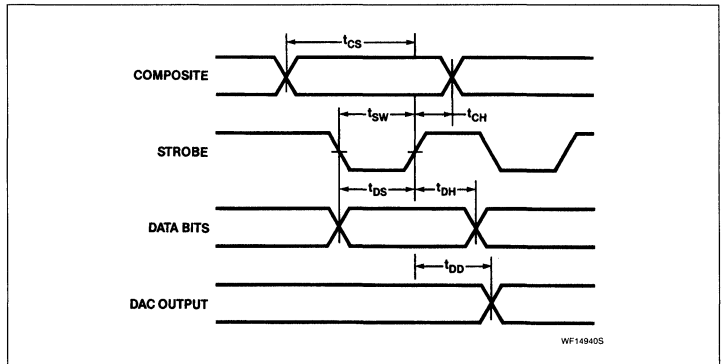 tCS
COMPOSITE
tSW
tCH
STROBE
tDS
tDH
DATA BITS
tDD
DAC OUTPUT
WF14940S